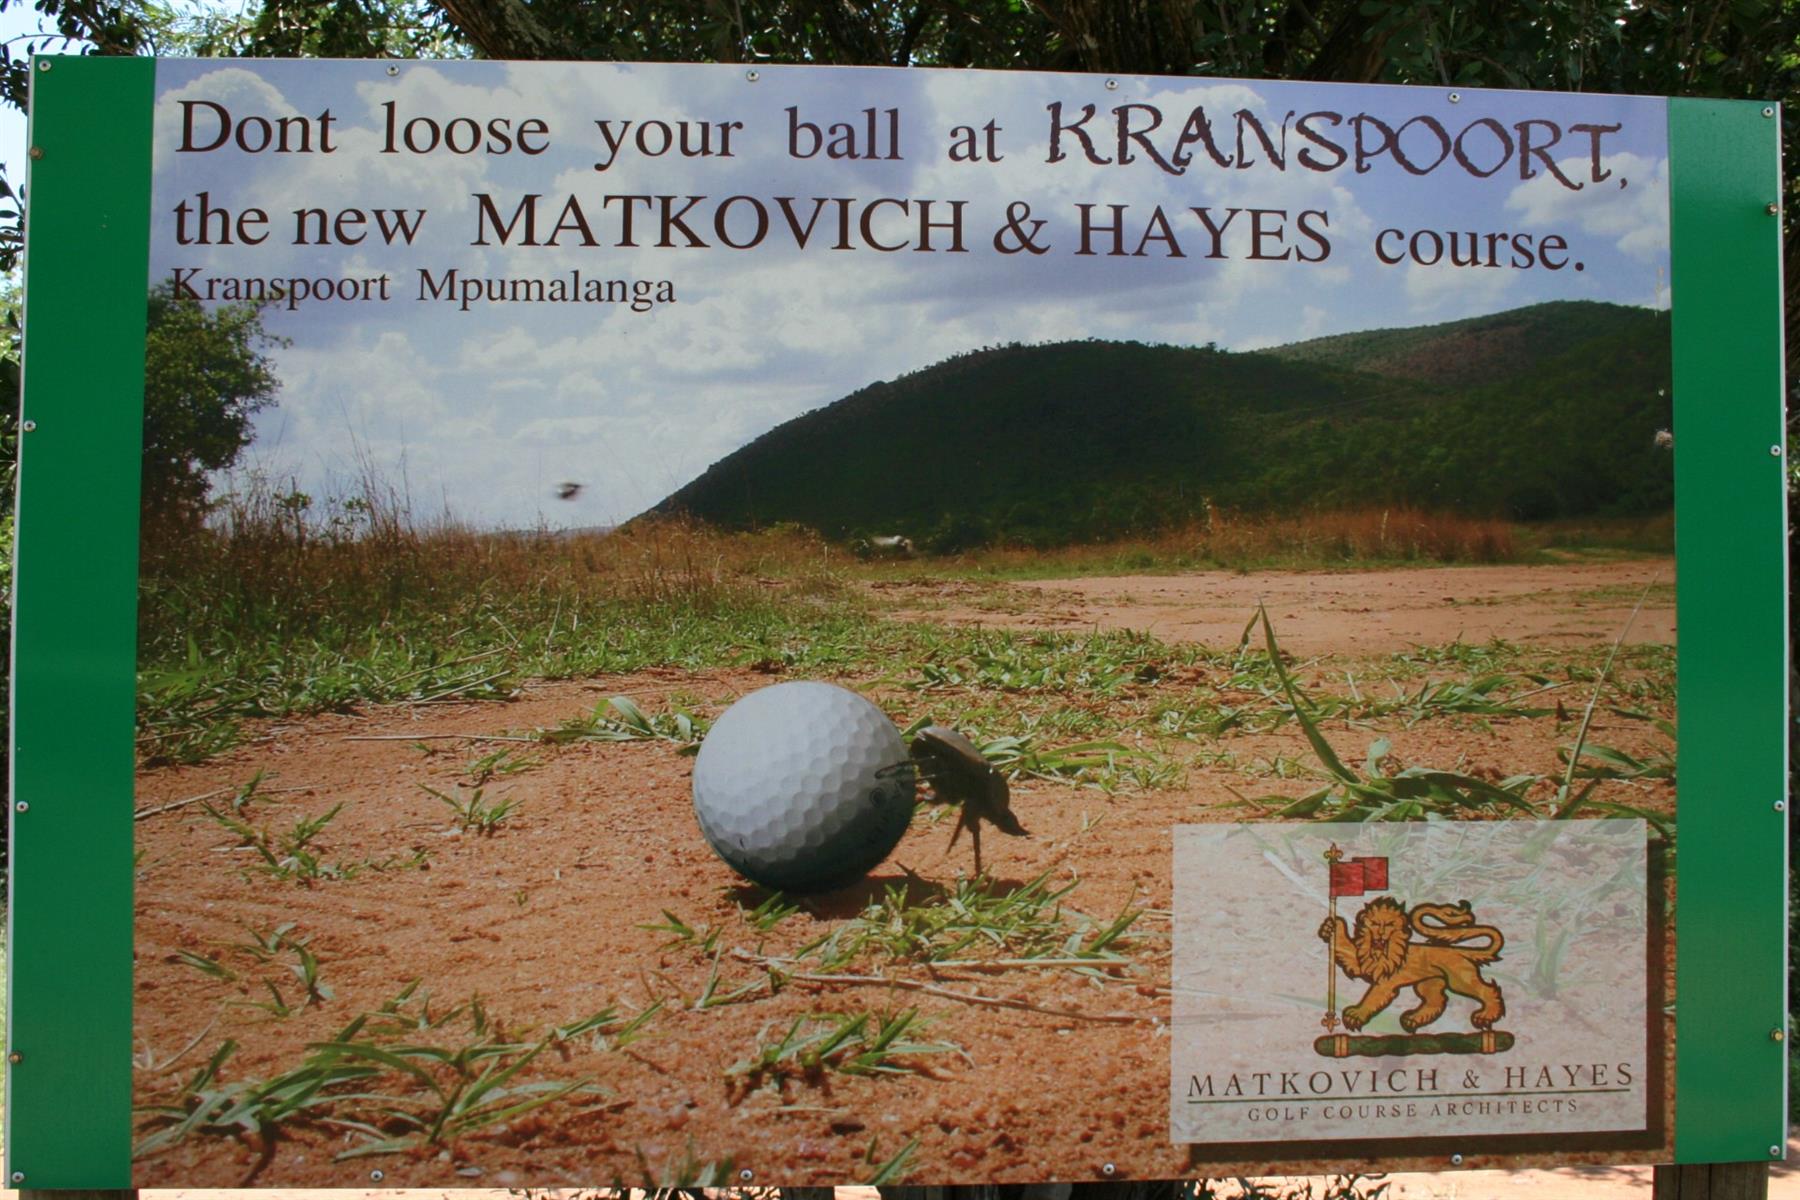 Dont loose your ball at KRANSPOORT,
the new MATKOVICH & HAYES course.
Kranspoort Mpumalanga
MATKOVICH & HAYES
GOLF COURSE ARCHITECTS